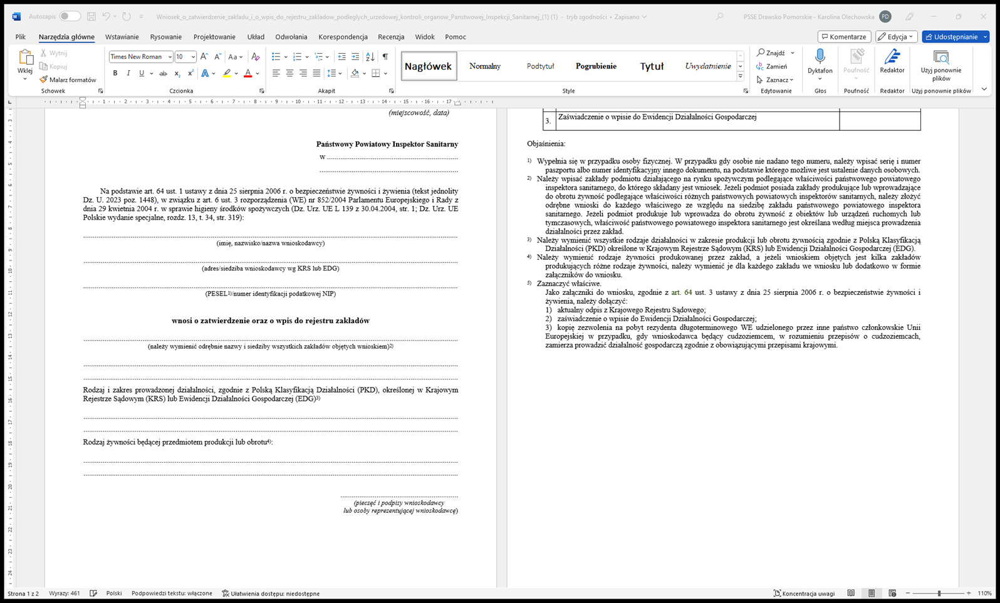 Autozapis
Wniosek_o_zatwierdzenie_zakladu_i_o_wpis_do_rejestru_zakladow_podleglych_urzedowej_kontroli_organow_Panstwowej_Inspekcji_Sanitarnej_(1) (1) - tryb zgodności • Zapisano
PSSE Drawsko Pomorskie - Karolina Olechowska PD
Plik Narzędzia główne Wstawianie Rysowanie Projektowanie Układ Odwołania Korespondencja Recenzja Widok Pomoc
Komentarze Edycja Udostępnianie
Wklej
Wytnij
Kopiuj
Malarz formatów
Schowek
Times New Roman 10
Czcionka
Akapit
Nagłówek Normalny Podtytuł Pogrubienie Tytuł Uwydatnienie
Style
Znajdź
Zamień
Zaznacz
Edytowanie
Dyktafon
Głos
Poufność
Poufność
Redaktor
Redaktor
Użyj ponownie
plików
Użyj ponownie plików
(miejscowość, data)
Państwowy Powiatowy Inspektor Sanitarny
w
Na podstawie art. 64 ust. 1 ustawy z dnia 25 sierpnia 2006 r. o bezpieczeństwie żywności i żywienia (tekst jednolity
Dz. U. 2023 poz. 1448), w związku z art. 6 ust. 3 rozporządzenia (WE) nr 852/2004 Parlamentu Europejskiego i Rady z
dnia 29 kwietnia 2004 r. w sprawie higieny środków spożywczych (Dz. Urz. UE L 139 z 30.04.2004, str. 1; Dz. Urz. UE
Polskie wydanie specjalne, rozdz. 13, t. 34, str. 319):
(imię, nazwisko/nazwa wnioskodawcy)
(adres/siedziba wnioskodawcy wg KRS lub EDG)
(PESEL1)/numer identyfikacji podatkowej NIP)
wnosi o zatwierdzenie oraz o wpis do rejestru zakładów
(należy wymienić odrębnie nazwy i siedziby wszystkich zakładów objętych wnioskiem)2)
Rodzaj i zakres prowadzonej działalności, zgodnie z Polską Klasyfikacją Działalności (PKD), określonej w Krajowym
Rejestrze Sądowym (KRS) lub Ewidencji Działalności Gospodarczej (EDG)3)
Rodzaj żywności będącej przedmiotem produkcji lub obrotu4):
(pieczęć i podpisy wnioskodawcy
lub osoby reprezentującej wnioskodawcę)
3. Zaświadczenie o wpisie do Ewidencji Działalności Gospodarczej
Objaśnienia:
1) Wypełnia się w przypadku osoby fizycznej. W przypadku gdy osobie nie nadano tego numeru, należy wpisać serię i numer
paszportu albo numer identyfikacyjny innego dokumentu, na podstawie którego możliwe jest ustalenie danych osobowych.
2) Należy wpisać zakłady podmiotu działającego na rynku spożywczym podlegające właściwości państwowego powiatowego
inspektora sanitarnego, do którego składany jest wniosek. Jeżeli podmiot posiada zakłady produkujące lub wprowadzające
do obrotu żywność podlegające właściwości różnych państwowych powiatowych inspektorów sanitarnych, należy złożyć
odrębne wnioski do każdego właściwego ze względu na siedzibę zakładu państwowego powiatowego inspektora
sanitarnego. Jeżeli podmiot produkuje lub wprowadza do obrotu żywność z obiektów lub urządzeń ruchomych lub
tymczasowych, właściwość państwowego powiatowego inspektora sanitarnego jest określana według miejsca prowadzenia
działalności przez zakład.
3) Należy wymienić wszystkie rodzaje działalności w zakresie produkcji lub obrotu żywnością zgodnie z Polską Klasyfikacją
Działalności (PKD) określone w Krajowym Rejestrze Sądowym (KRS) lub Ewidencji Działalności Gospodarczej (EDG).
4) Należy wymienić rodzaje żywności produkowanej przez zakład, a jeżeli wnioskiem objętych jest kilka zakładów
produkujących różne rodzaje żywności, należy wymienić je dla każdego zakładu we wniosku lub dodatkowo w formie
załączników do wniosku.
5) Zaznaczyć właściwe.
Jako załączniki do wniosku, zgodnie z art. 64 ust. 3 ustawy z dnia 25 sierpnia 2006 r. o bezpieczeństwie żywności i
żywienia, należy dołączyć:
1) aktualny odpis z Krajowego Rejestru Sądowego;
2) zaświadczenie o wpisie do Ewidencji Działalności Gospodarczej;
3) kopię zezwolenia na pobyt rezydenta długoterminowego WE udzielonego przez inne państwo członkowskie Unii
Europejskiej w przypadku, gdy wnioskodawca będący cudzoziemcem, w rozumieniu przepisów o cudzoziemcach,
zamierza prowadzić działalność gospodarczą zgodnie z obowiązującymi przepisami krajowymi.
Strona 1 z 2 Wyrazy: 461 Polski Podpowiedzi tekstu: włączone Ułatwienia dostępu: niedostępne
Koncentracja uwagi 110%